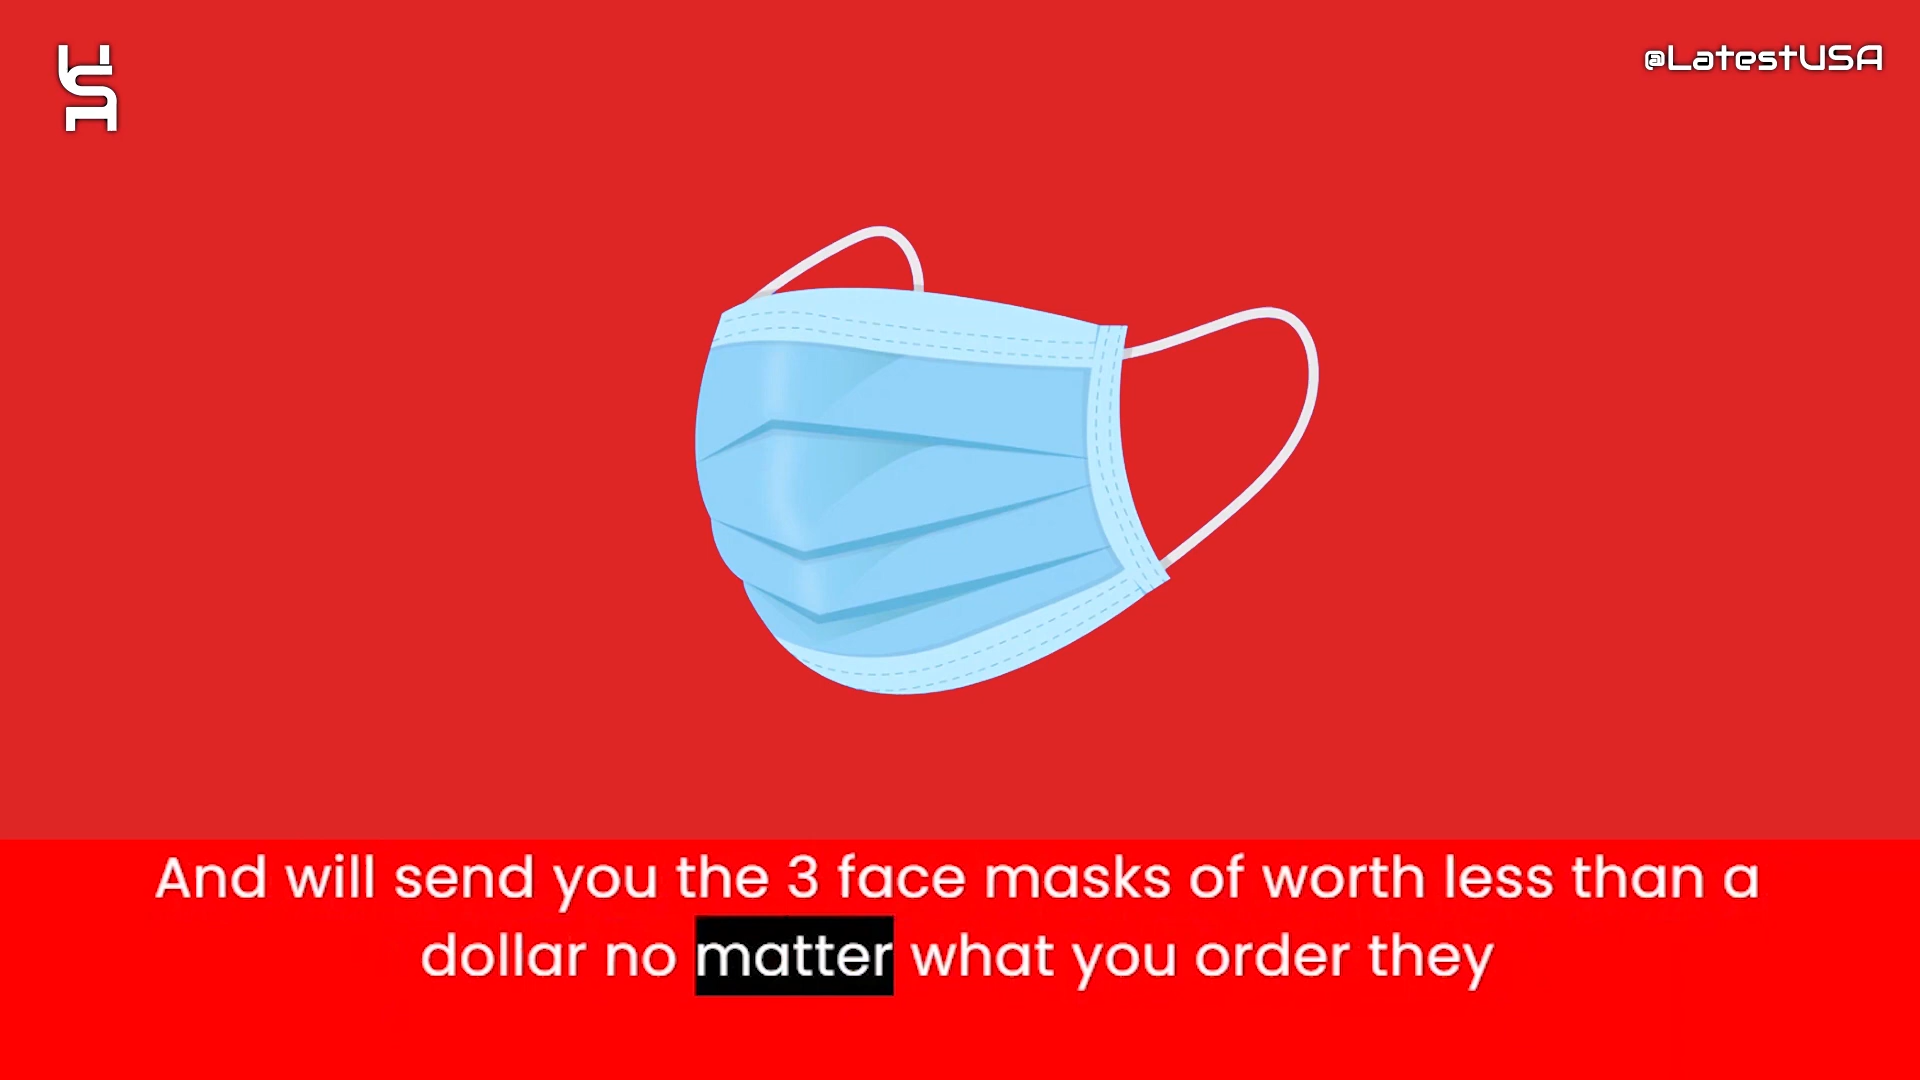 USA
@LatestUSA
And will send you the 3 face masks of worth less than a
dollar no matter what you order they